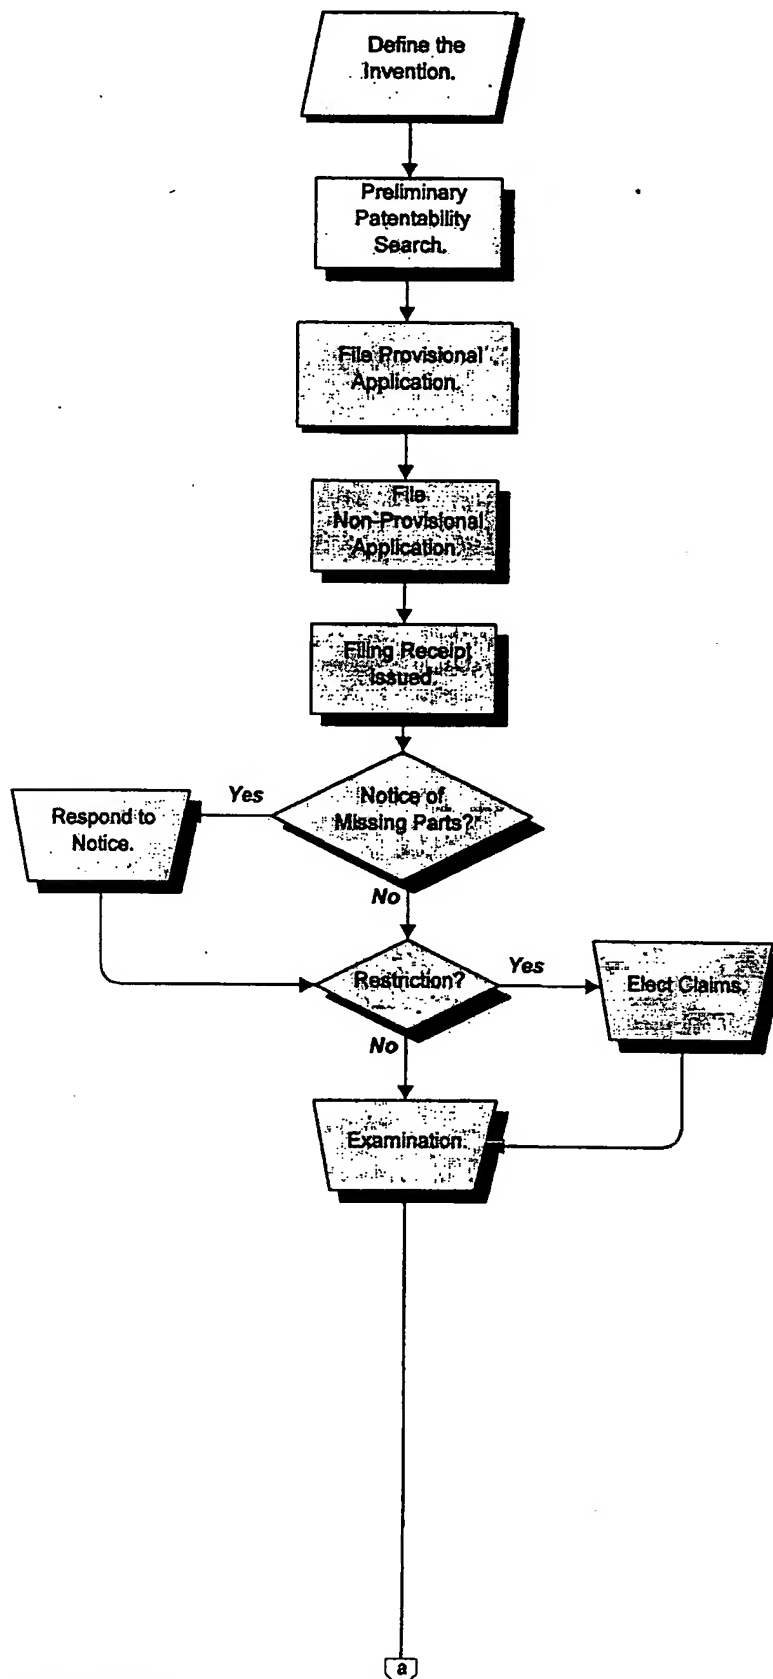 Define the
Invention.
Preliminary
Patentability
Search.
File Provisional
Application.
File
Non-Provisional
Application.
Filing Receipt
Issued.
Yes
Notice of
Missing Parts?
Respond to
Notice.
No
Restriction?
Yes
Elect Claims.
No
Examination.
a